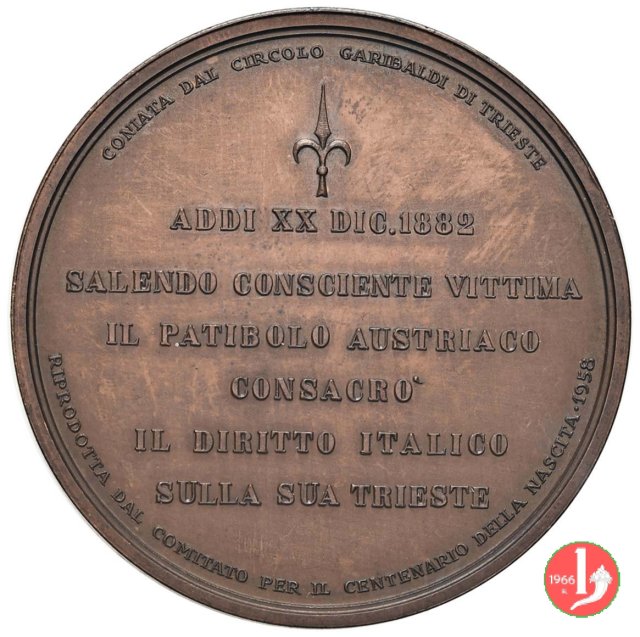 CONIATA DAL CIRCOLO GARIBALDI DI TRIESTE
ADDI XX DIC. 1882
SALENDO CONSCIENTE VITTIMA
IL PATIBOLO AUSTRIACO
CONSACRO'
IL DIRITTO ITALICO
SULLA SUA TRIESTE
RIPRODOTTA DAL COMITATO PER IL CENTENARIO DELLA NASCITA · 1958
1966